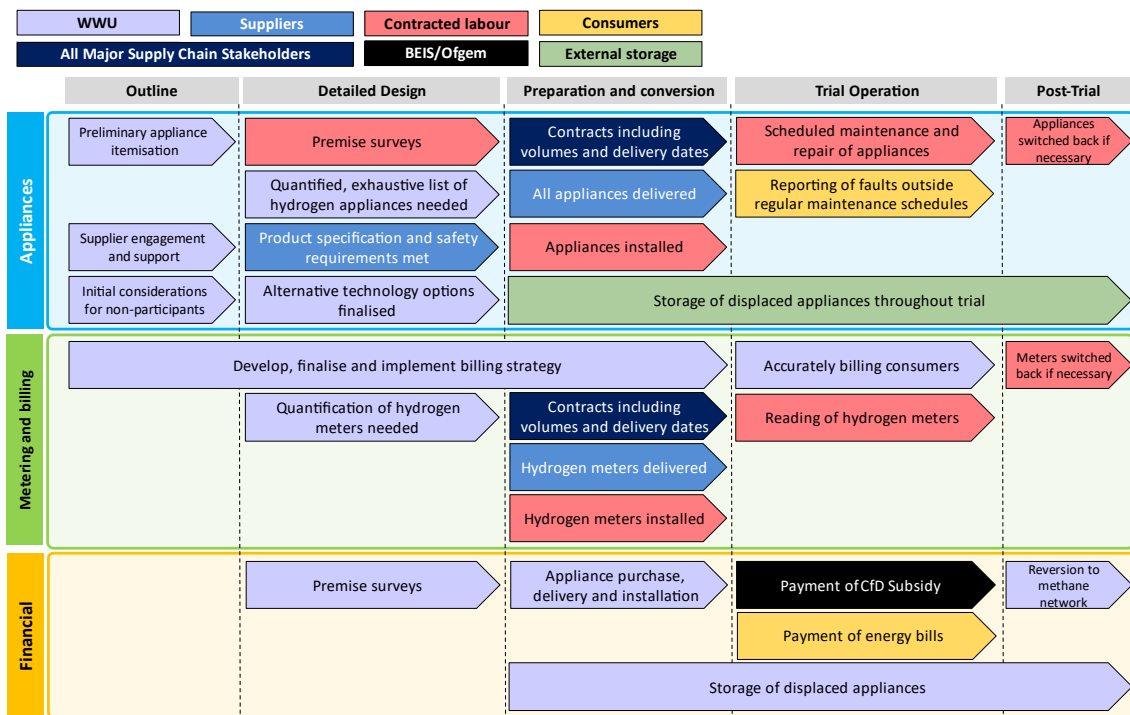 WWU
Suppliers
Contracted labour
Consumers
All Major Supply Chain Stakeholders
BEIS/Ofgem
External storage
Outline
Detailed Design
Preparation and conversion
Trial Operation
Post-Trial
Appliances
Preliminary appliance
itemisation
Premise surveys
Contracts including
volumes and delivery dates
Scheduled maintenance and
repair of appliances
Appliances
switched back if
necessary
Quantified, exhaustive list of
hydrogen appliances needed
All appliances delivered
Reporting of faults outside
regular maintenance schedules
Supplier engagement
and support
Product specification and safety
requirements met
Appliances installed
Initial considerations
for non-participants
Alternative technology options
finalised
Storage of displaced appliances throughout trial
Metering and billing
Develop, finalise and implement billing strategy
Accurately billing consumers
Meters switched
back if necessary
Quantification of hydrogen
meters needed
Contracts including
volumes and delivery dates
Reading of hydrogen meters
Hydrogen meters delivered
Hydrogen meters installed
Financial
Premise surveys
Appliance purchase,
delivery and installation
Payment of CfD Subsidy
Reversion to
methane
network
Payment of energy bills
Storage of displaced appliances